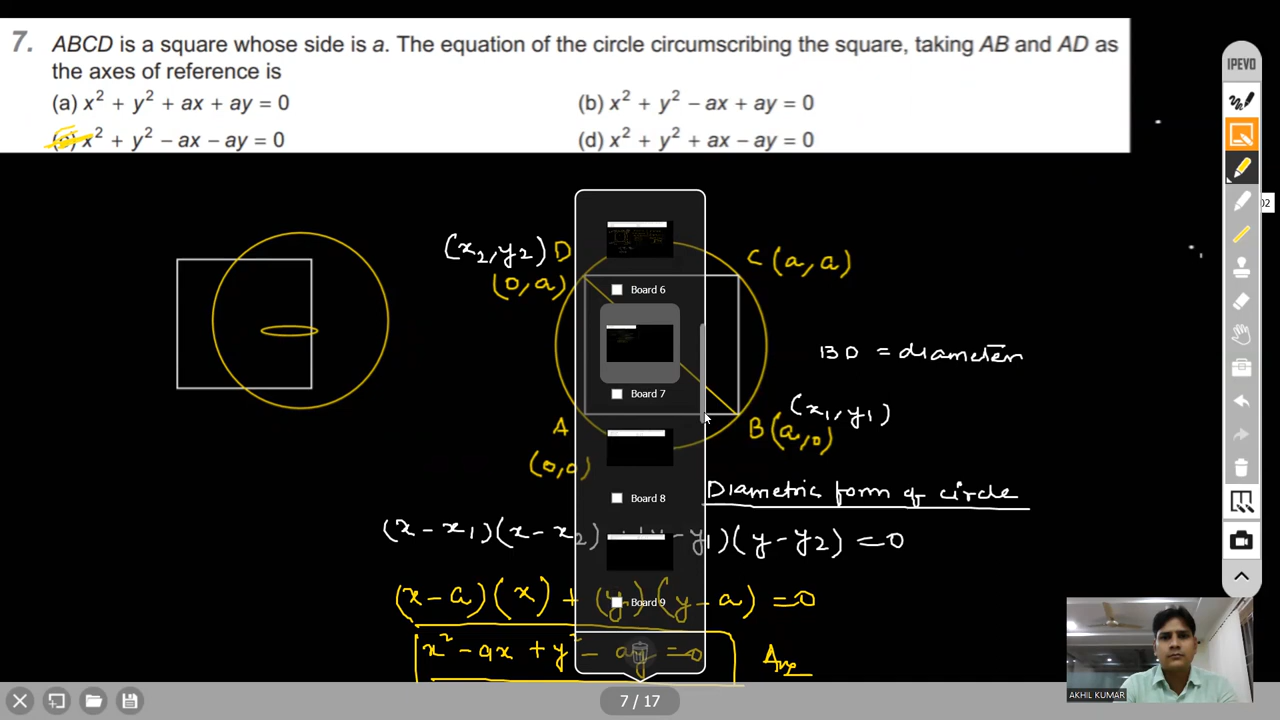 7. ABCD is a square whose side is a. The equation of the circle circumscribing the square, taking AB and AD as
the axes of reference is
(a) x² + y² + ax + ay = 0
(b) x² + y² − ax + ay = 0
(c) x² + y² − ax − ay = 0
(d) x² + y² + ax − ay = 0
IPEVO
02
(x₂, y₂) D
(0, a)
C (a, a)
Board 6
BD = diameter
Board 7
(x₁, y₁)
A
B (a, 0)
(0, 0)
Board 8
Diametric form of circle
(x − x₁)(x − x₂) + (y − y₁)(y − y₂) = 0
(x − a)(x) + (y)(y − a) = 0
Board 9
x² − ax + y² − ay = 0
Ans
AKHIL KUMAR
7 / 17